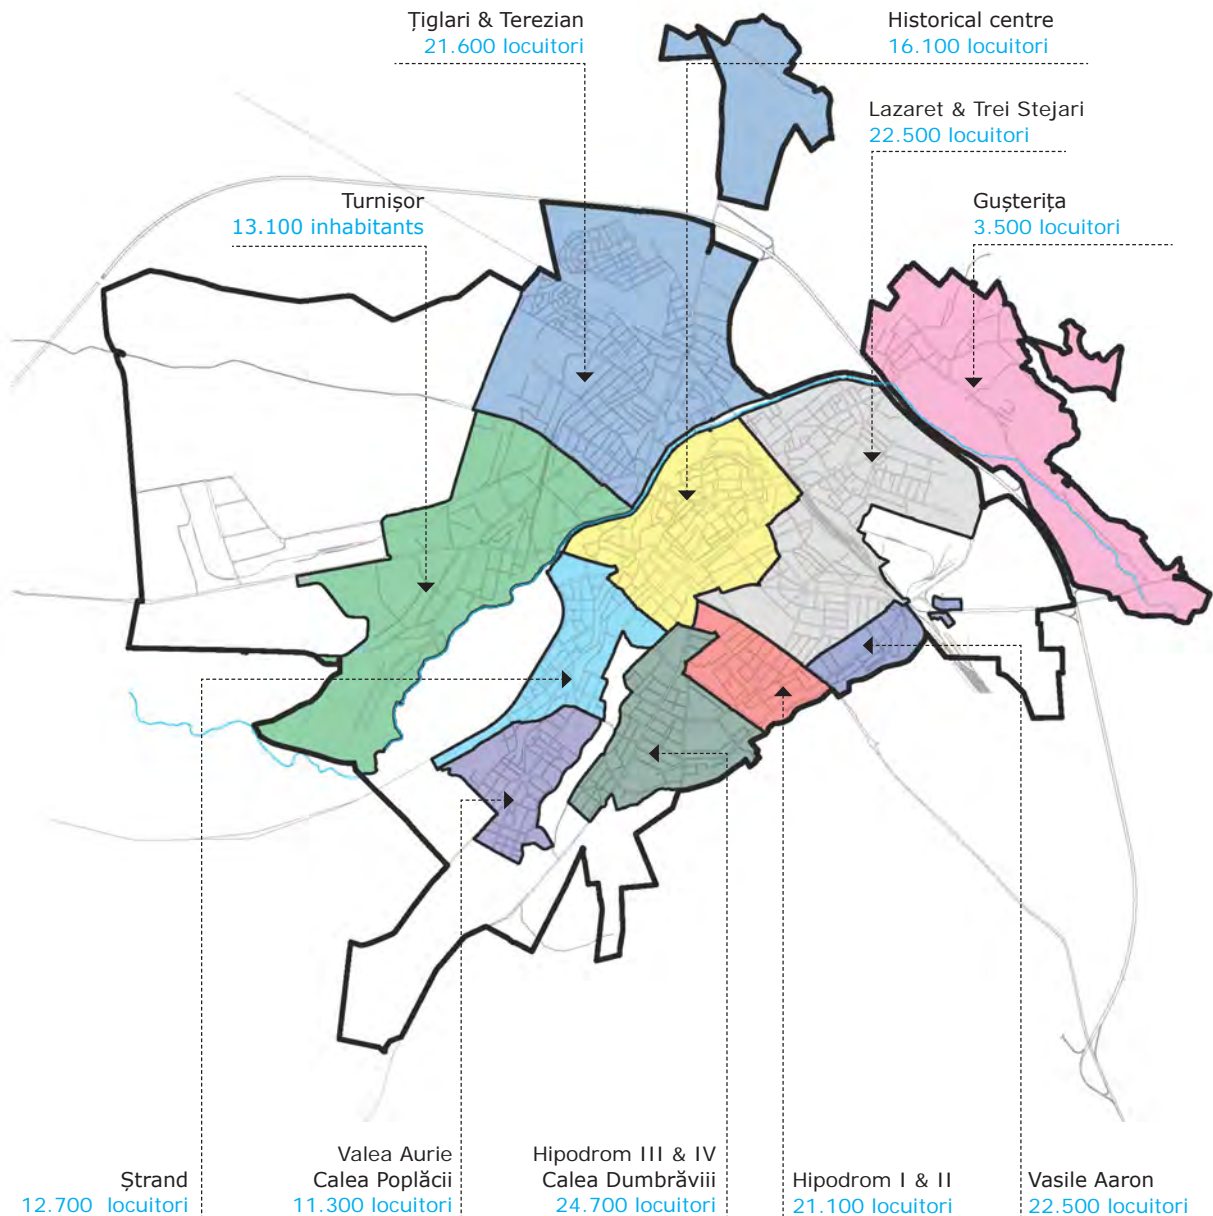 Țiglari & Terezian
21.600 locuitori
Historical centre
16.100 locuitori
Lazaret & Trei Stejari
22.500 locuitori
Turnișor
13.100 inhabitants
Gușterița
3.500 locuitori
Ștrand
12.700 locuitori
Valea Aurie
Calea Poplăcii
11.300 locuitori
Hipodrom III & IV
Calea Dumbrăviii
24.700 locuitori
Hipodrom I & II
21.100 locuitori
Vasile Aaron
22.500 locuitori